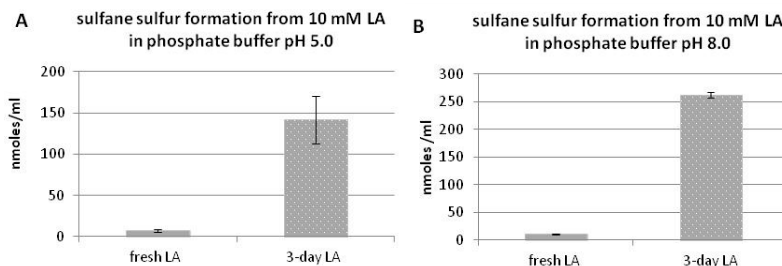 A
sulfane sulfur formation from 10 mM LA
in phosphate buffer pH 5.0
nmoles /ml
200
150
100
50
0
fresh LA
3-day LA
B
sulfane sulfur formation from 10 mM LA
in phosphate buffer pH 8.0
nmoles /ml
300
250
200
150
100
50
0
fresh LA
3-day LA